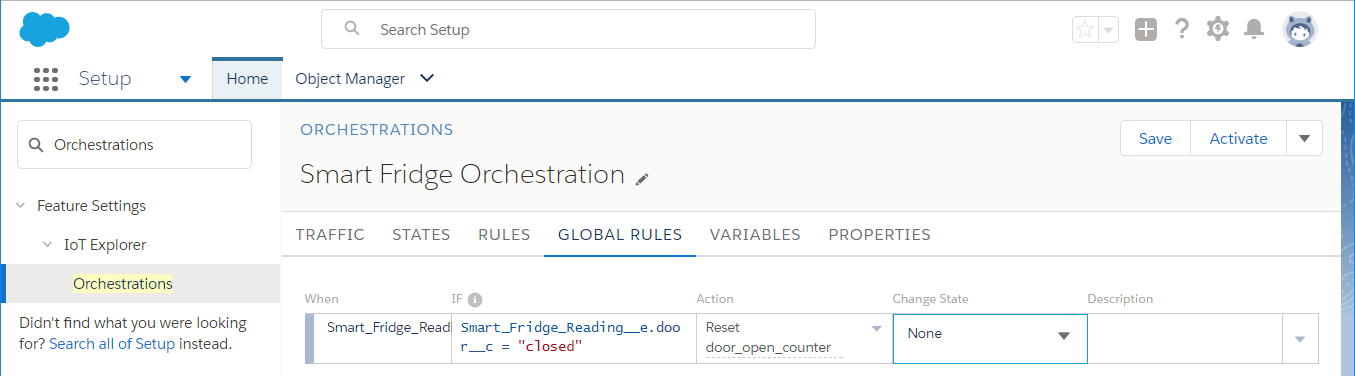 Search Setup
Setup
Home
Object Manager
Orchestrations
Feature Settings
IoT Explorer
Orchestrations
Didn't find what you were looking
for? Search all of Setup instead.
ORCHESTRATIONS
Smart Fridge Orchestration
Save
Activate
TRAFFIC
STATES
RULES
GLOBAL RULES
VARIABLES
PROPERTIES
When
IF
Action
Change State
Description
Smart_Fridge_Read
Smart_Fridge_Reading__e.doo
r__c = "closed"
Reset
door_open_counter
None